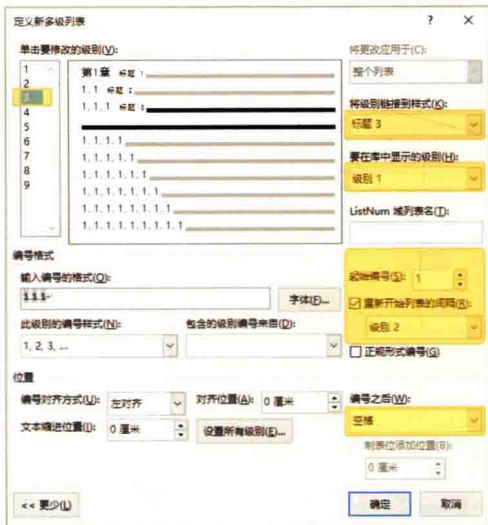 定义新多级列表 ? ×
单击要修改的级别(V):
1
2
3
4
5
6
7
8
9
第1章 标题 1
1.1 标题 2
1.1.1 标题 3
1.1.1.1
1.1.1.1.1
1.1.1.1.1.1
1.1.1.1.1.1.1
1.1.1.1.1.1.1.1
1.1.1.1.1.1.1.1.1
将更改应用于(C):
整个列表
将级别链接到样式(K):
标题 3
要在库中显示的级别(H):
级别 1
ListNum 域列表名(T):
编号格式
输入编号的格式(O):
1.1.1
字体(F)...
此级别的编号样式(N):
1, 2, 3, ...
包含的级别编号来自(D):
起始编号(S): 1
重新开始列表的间隔(R):
级别 2
正规形式编号(G)
位置
编号对齐方式(U): 左对齐
对齐位置(A): 0 厘米
文本缩进位置(I): 0 厘米
设置所有级别(E)...
编号之后(W):
空格
制表位添加位置(B):
0 厘米
<< 更少(L)
确定
取消